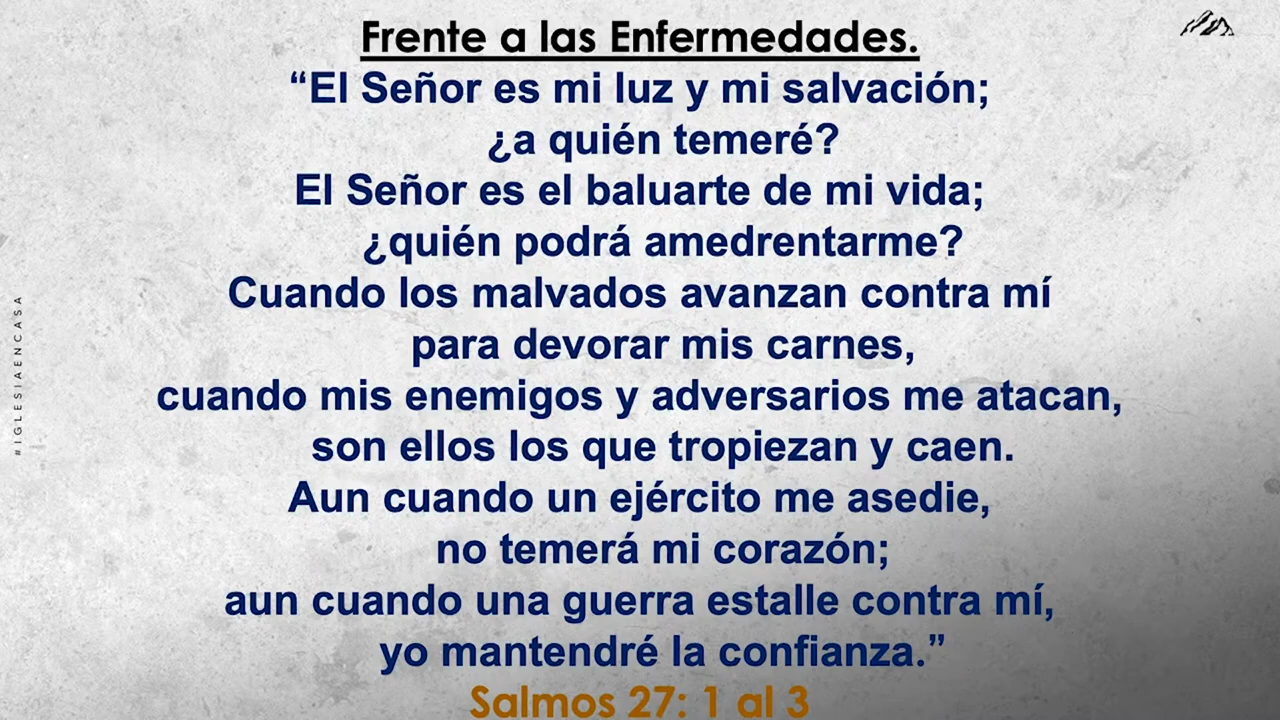 Frente a las Enfermedades.
“El Señor es mi luz y mi salvación;
¿a quién temeré?
El Señor es el baluarte de mi vida;
¿quién podrá amedrentarme?
Cuando los malvados avanzan contra mí
para devorar mis carnes,
cuando mis enemigos y adversarios me atacan,
son ellos los que tropiezan y caen.
Aun cuando un ejército me asedie,
no temerá mi corazón;
aun cuando una guerra estalle contra mí,
yo mantendré la confianza.”
Salmos 27: 1 al 3
#IGLESIAENCASA